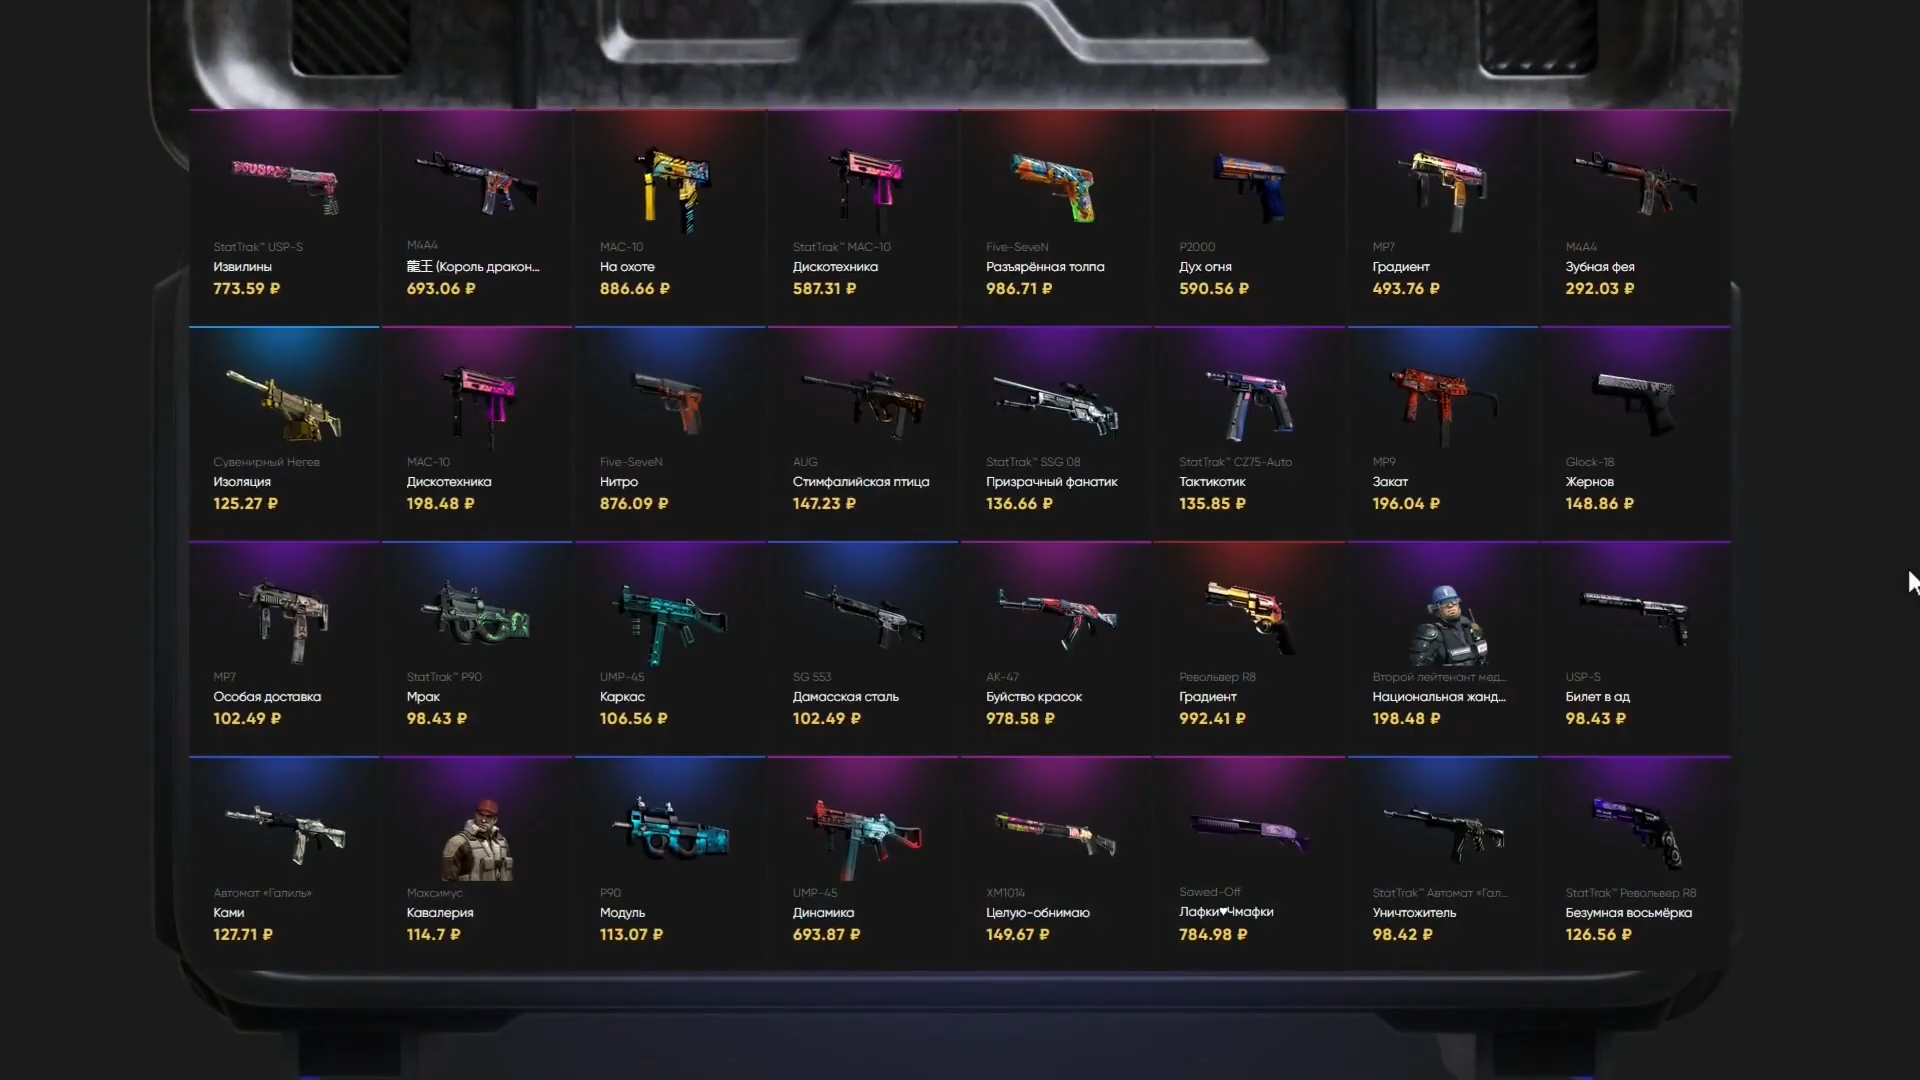 StatTrak™ USP-S
Извилины
773.59 ₽
M4A4
龍王 (Король дракон...
693.06 ₽
MAC-10
На охоте
886.66 ₽
StatTrak™ MAC-10
Дискотехника
587.31 ₽
Five-SeveN
Разъярённая толпа
986.71 ₽
P2000
Дух огня
590.56 ₽
MP7
Градиент
493.76 ₽
M4A4
Зубная фея
292.03 ₽
Сувенирный Негев
Изоляция
125.27 ₽
MAC-10
Дискотехника
198.48 ₽
Five-SeveN
Нитро
876.09 ₽
AUG
Стимфалийская птица
147.23 ₽
StatTrak™ SSG 08
Призрачный фанатик
136.66 ₽
StatTrak™ CZ75-Auto
Тактикотик
135.85 ₽
MP9
Закат
196.04 ₽
Glock-18
Жернов
148.86 ₽
MP7
Особая доставка
102.49 ₽
StatTrak™ P90
Мрак
98.43 ₽
UMP-45
Каркас
106.56 ₽
SG 553
Дамасская сталь
102.49 ₽
AK-47
Буйство красок
978.58 ₽
Револьвер R8
Градиент
992.41 ₽
Второй лейтенант мед...
Национальная жанд...
198.48 ₽
USP-S
Билет в ад
98.43 ₽
Автомат «Галиль»
Ками
127.71 ₽
Максимус
Кавалерия
114.7 ₽
P90
Модуль
113.07 ₽
UMP-45
Динамика
693.87 ₽
XM1014
Целую-обнимаю
149.67 ₽
Sawed-Off
Лафки♥Чмафки
784.98 ₽
StatTrak™ Автомат «Гал...
Уничтожитель
98.42 ₽
StatTrak™ Револьвер R8
Безумная восьмёрка
126.56 ₽